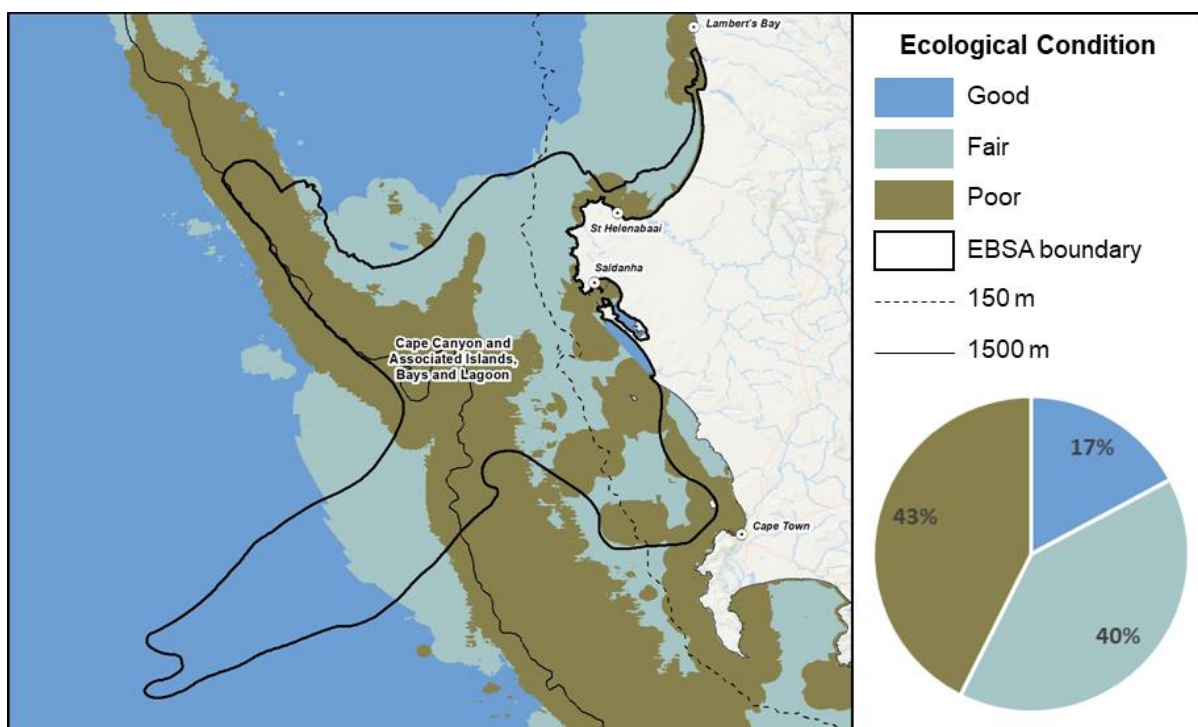 Lambert's Bay
St Helenabaai
Saldanha
Cape Canyon and
Associated Islands,
Bays and Lagoon
Cape Town
Ecological Condition
Good
Fair
Poor
EBSA boundary
150 m
1500 m
17%
43%
40%